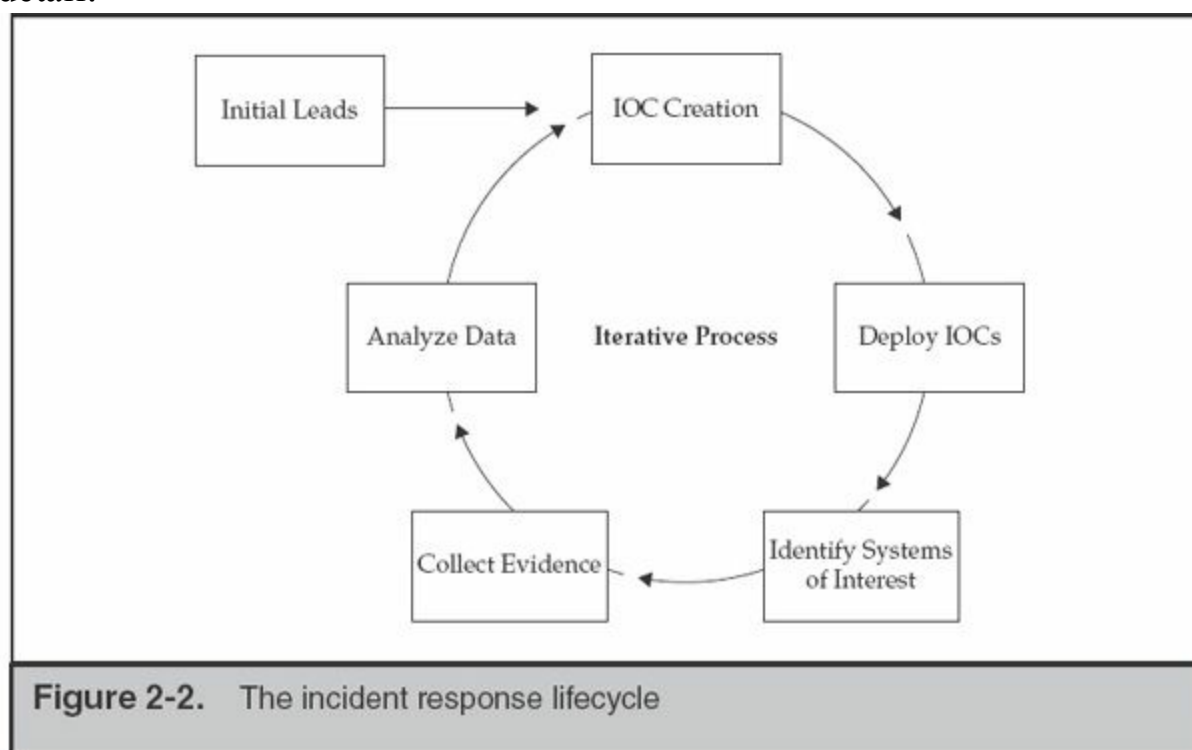 detail.
Initial Leads
IOC Creation
Analyze Data
Iterative Process
Deploy IOCs
Collect Evidence
Identify Systems
of Interest
Figure 2-2. The incident response lifecycle